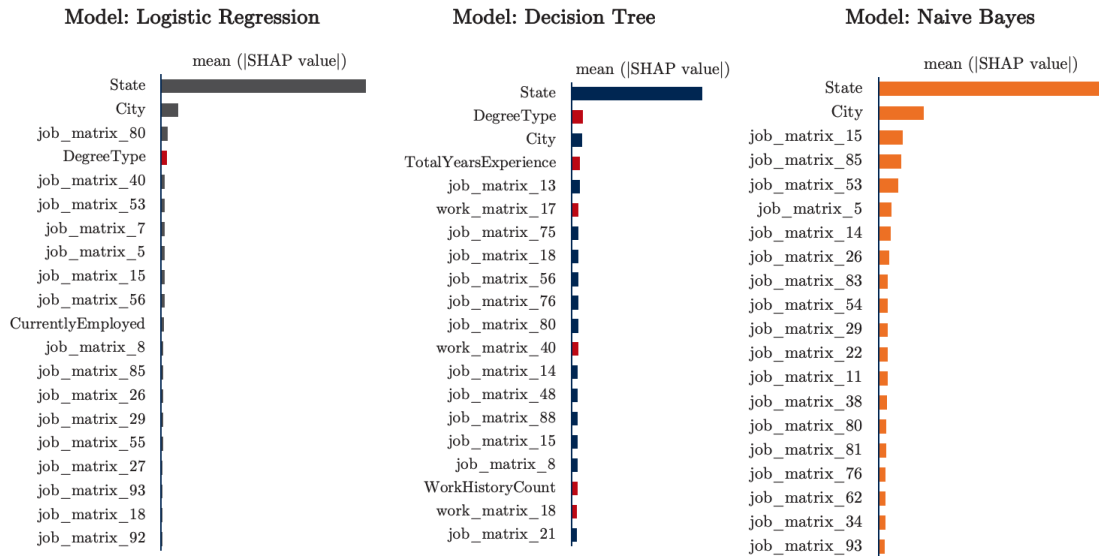 Model: Logistic Regression
mean (|SHAP value|)
State
City
job_matrix_80
DegreeType
job_matrix_40
job_matrix_53
job_matrix_7
job_matrix_5
job_matrix_15
job_matrix_56
CurrentlyEmployed
job_matrix_8
job_matrix_85
job_matrix_26
job_matrix_29
job_matrix_55
job_matrix_27
job_matrix_93
job_matrix_18
job_matrix_92
Model: Decision Tree
mean (|SHAP value|)
State
DegreeType
City
TotalYearsExperience
job_matrix_13
work_matrix_17
job_matrix_75
job_matrix_18
job_matrix_56
job_matrix_76
job_matrix_80
work_matrix_40
job_matrix_14
job_matrix_48
job_matrix_88
job_matrix_15
job_matrix_8
WorkHistoryCount
work_matrix_18
job_matrix_21
Model: Naive Bayes
mean (|SHAP value|)
State
City
job_matrix_15
job_matrix_85
job_matrix_53
job_matrix_5
job_matrix_14
job_matrix_26
job_matrix_83
job_matrix_54
job_matrix_29
job_matrix_22
job_matrix_11
job_matrix_38
job_matrix_80
job_matrix_81
job_matrix_76
job_matrix_62
job_matrix_34
job_matrix_93